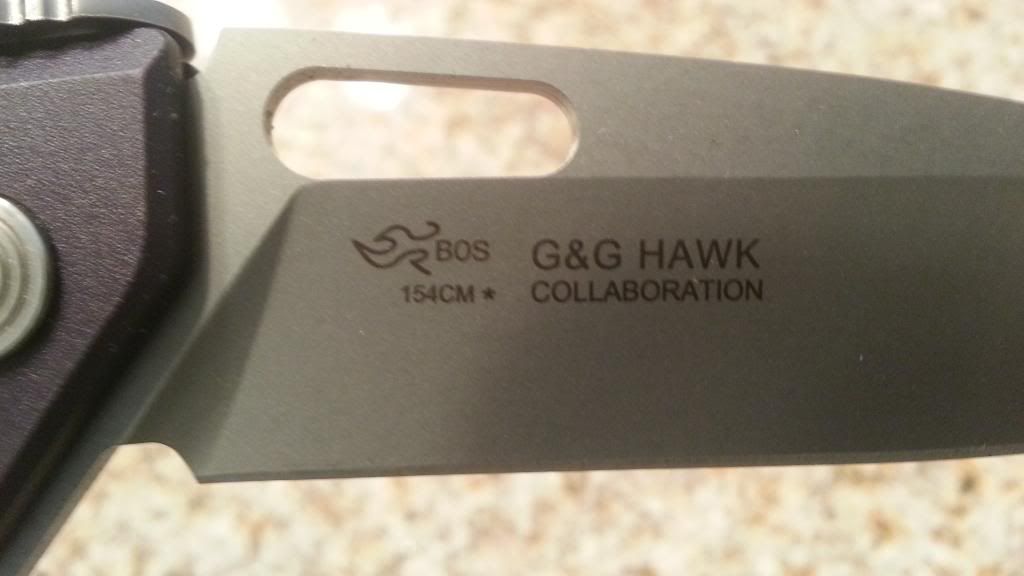 BOS
154CM *
G&G HAWK
COLLABORATION